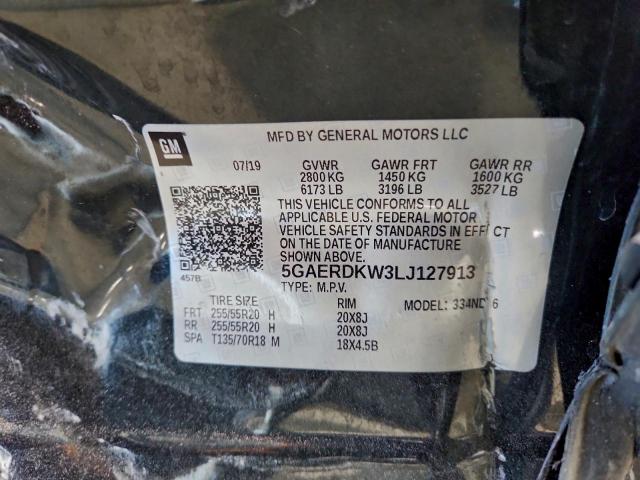 GM
MFD BY GENERAL MOTORS LLC
07/19 GVWR GAWR FRT GAWR RR
2800 KG 1450 KG 1600 KG
6173 LB 3196 LB 3527 LB
THIS VEHICLE CONFORMS TO ALL
APPLICABLE U.S. FEDERAL MOTOR
VEHICLE SAFETY STANDARDS IN EFFECT
ON THE DATE OF MANUFACTURE
SHOWN ABOVE.
457B 5GAERDKW3LJ127913
TYPE: M.P.V.
TIRE SIZE RIM MODEL:
FRT 255/55R20 H 20X8J
RR 255/55R20 H 20X8J
SPA T135/70R18 M 18X4.5B